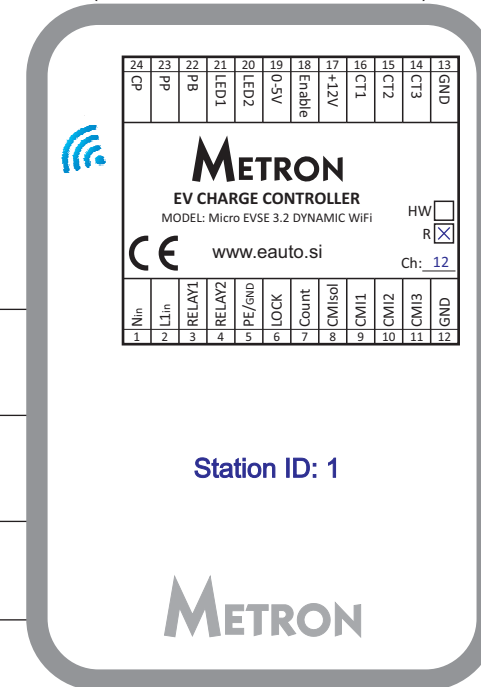 24 23 22 21 20 19 18 17 16 15 14 13
CP PP PB LED1 LED2 0-5V Enable +12V CT1 CT2 CT3 GND
METRON
EV CHARGE CONTROLLER
MODEL: Micro EVSE 3.2 DYNAMIC WiFi
HW
R
CE www.eauto.si
Ch: 12
Nin L1in RELAY1 RELAY2 PE/GND LOCK Count CMIsol CMI1 CMI2 CMI3 GND
1 2 3 4 5 6 7 8 9 10 11 12
Station ID: 1
METRON